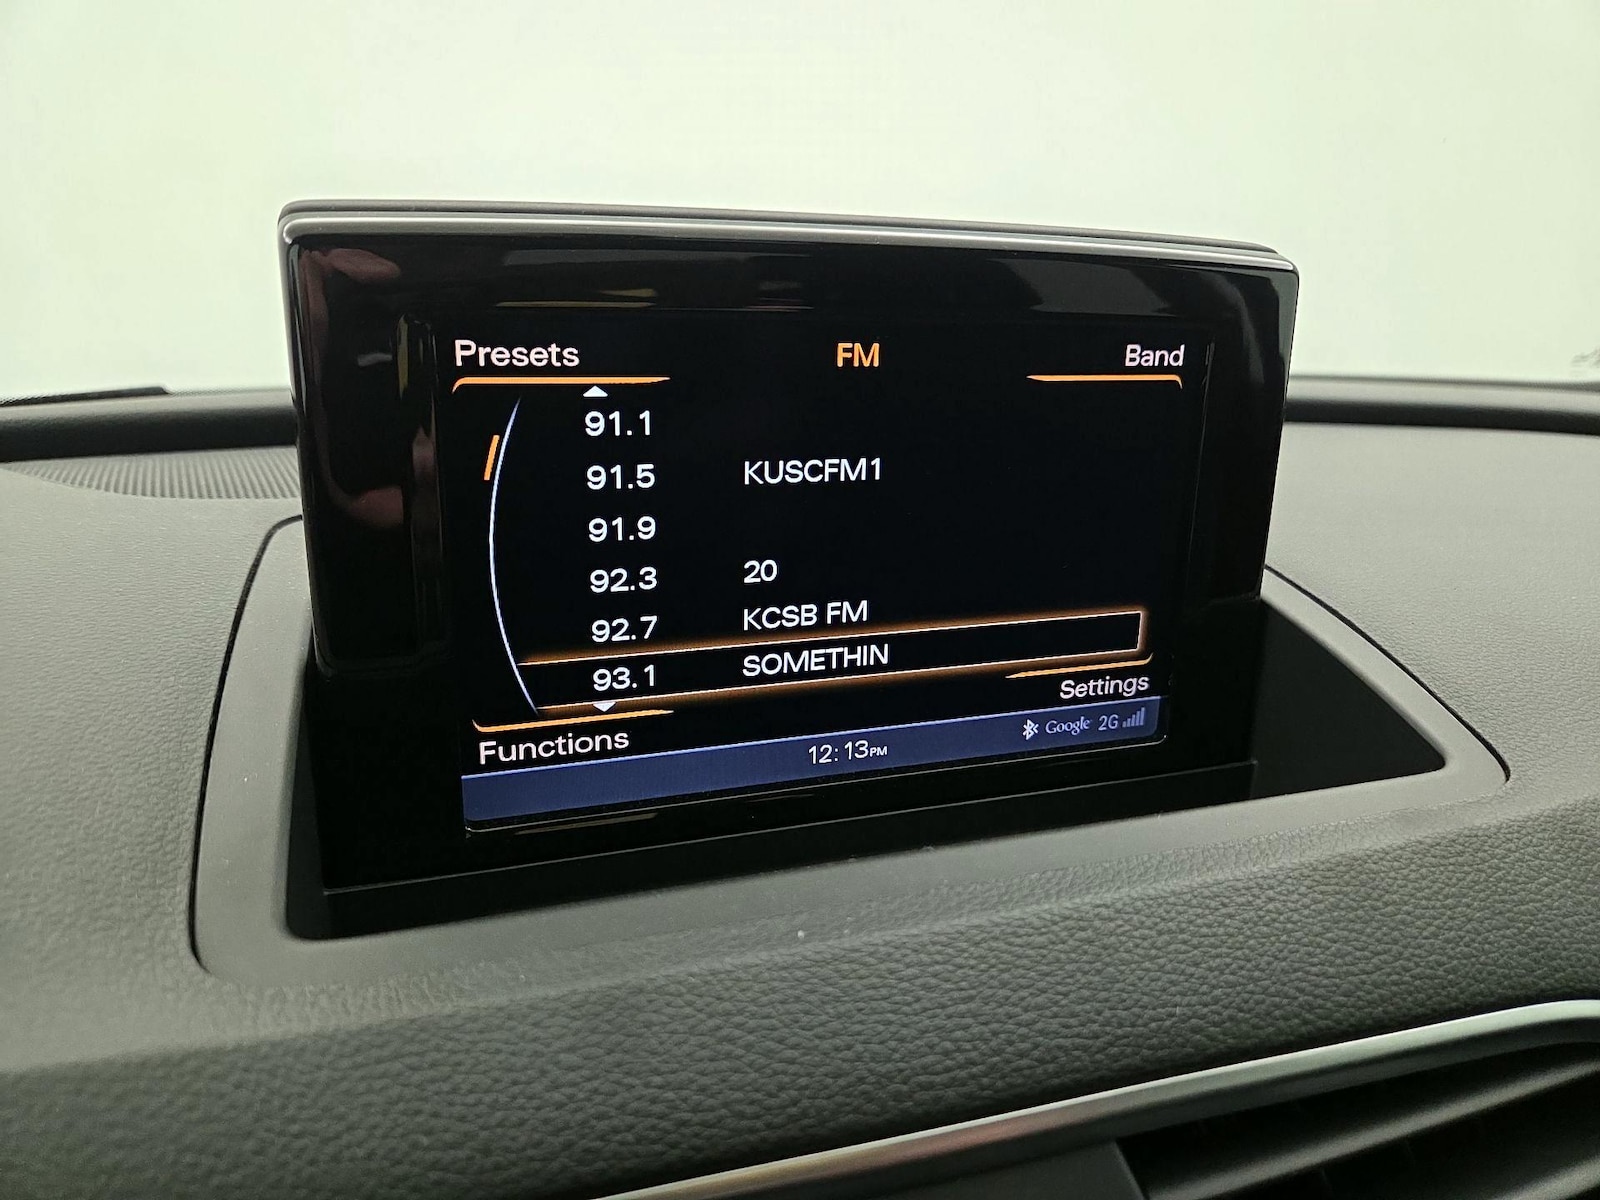 Presets FM Band
91.1
91.5 KUSCFM1
91.9
92.3 20
92.7 KCSB FM
93.1 SOMETHIN
Settings
Functions
12:13PM
Google 2G